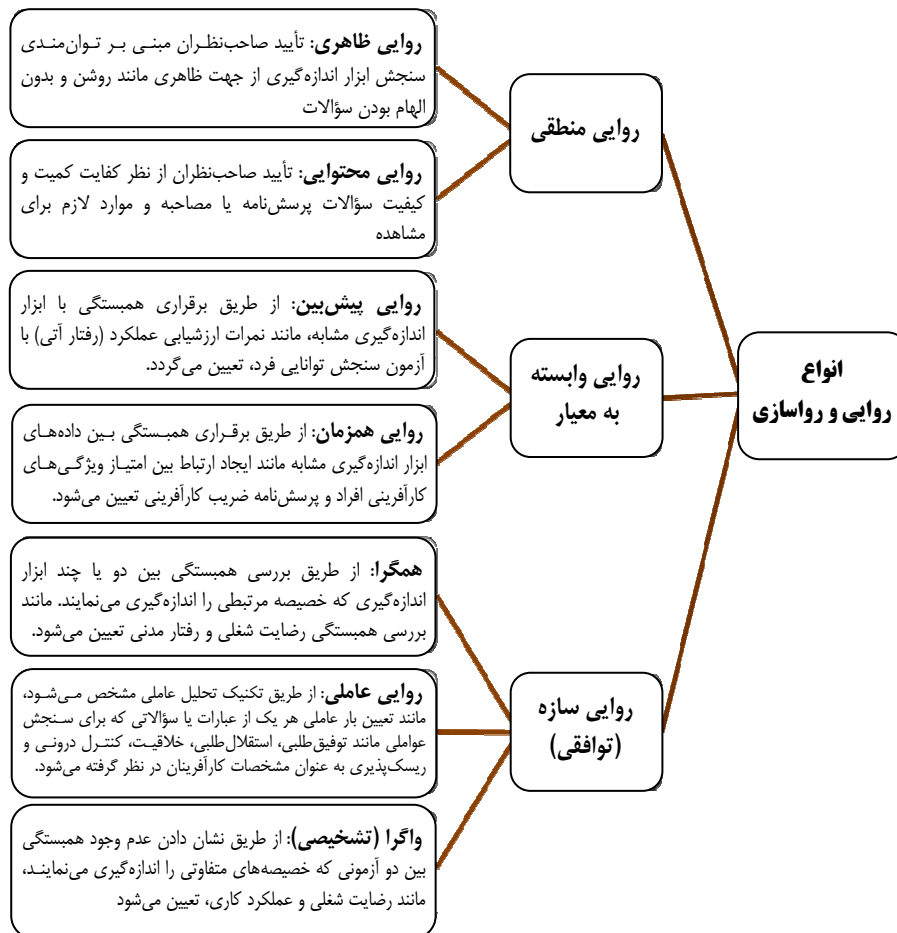 انواع
روایی و رواسازی
روایی منطقی
روایی ظاهری: تأیید صاحب‌نظران مبنی بر توان‌مندی
سنجش ابزار اندازه‌گیری از جهت ظاهری مانند روشن و بدون
الهام بودن سؤالات
روایی محتوایی: تأیید صاحب‌نظران از نظر کفایت کمیت و
کیفیت سؤالات پرسش‌نامه یا مصاحبه و موارد لازم برای
مشاهده
روایی وابسته
به معیار
روایی پیش‌بین: از طریق برقراری همبستگی با ابزار
اندازه‌گیری مشابه، مانند نمرات ارزشیابی عملکرد (رفتار آتی) با
آزمون سنجش توانایی فرد، تعیین می‌گردد.
روایی همزمان: از طریق برقراری همبستگی بین داده‌های
ابزار اندازه‌گیری مشابه مانند ایجاد ارتباط بین امتیاز ویژگی‌های
کارآفرینی افراد و پرسش‌نامه ضریب کارآفرینی تعیین می‌شود.
روایی سازه
(توافقی)
همگرا: از طریق بررسی همبستگی بین دو یا چند ابزار
اندازه‌گیری که خصیصه مرتبطی را اندازه‌گیری می‌نمایند. مانند
بررسی همبستگی رضایت شغلی و رفتار مدنی تعیین می‌شود.
روایی عاملی: از طریق تکنیک تحلیل عاملی مشخص می‌شود،
مانند تعیین بار عاملی هر یک از عبارات یا سؤالاتی که برای سنجش
عواملی مانند توفیق‌طلبی، استقلال‌طلبی، خلاقیت، کنترل درونی و
ریسک‌پذیری به عنوان مشخصات کارآفرینان در نظر گرفته می‌شود.
واگرا (تشخیصی): از طریق نشان دادن عدم وجود همبستگی
بین دو آزمونی که خصیصه‌های متفاوتی را اندازه‌گیری می‌نمایند،
مانند رضایت شغلی و عملکرد کاری، تعیین می‌شود